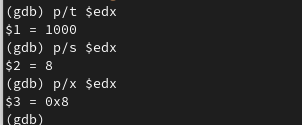 (gdb) p/t $edx
$1 = 1000
(gdb) p/s $edx
$2 = 8
(gdb) p/x $edx
$3 = 0x8
(gdb)